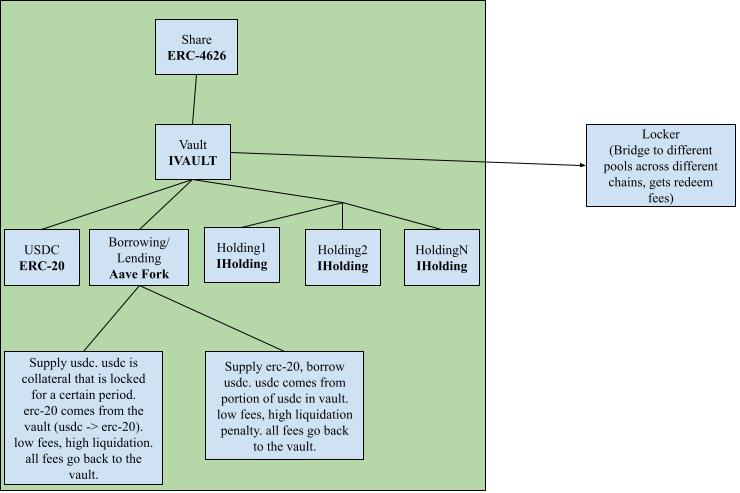 Share
ERC-4626
Vault
IVAULT
Locker
(Bridge to different
pools across different
chains, gets redeem
fees)
USDC
ERC-20
Borrowing/
Lending
Aave Fork
Holding1
IHolding
Holding2
IHolding
HoldingN
IHolding
Supply usdc. usdc is
collateral that is locked
for a certain period.
erc-20 comes from the
vault (usdc -> erc-20).
low fees, high liquidation.
all fees go back to the
vault.
Supply erc-20, borrow
usdc. usdc comes from
portion of usdc in vault.
low fees, high liquidation
penalty. all fees go back
to the vault.